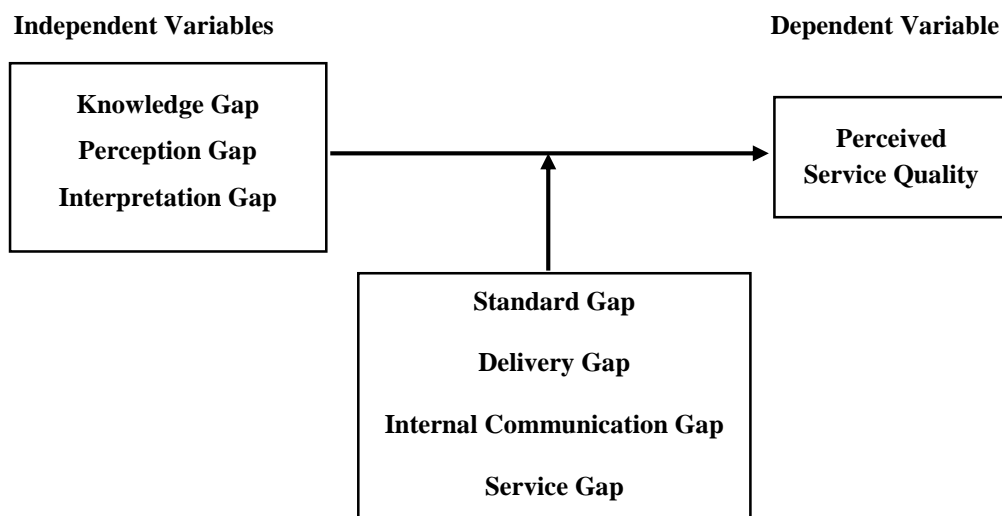 Independent Variables
Dependent Variable
Knowledge Gap
Perception Gap
Interpretation Gap
Perceived
Service Quality
Standard Gap
Delivery Gap
Internal Communication Gap
Service Gap